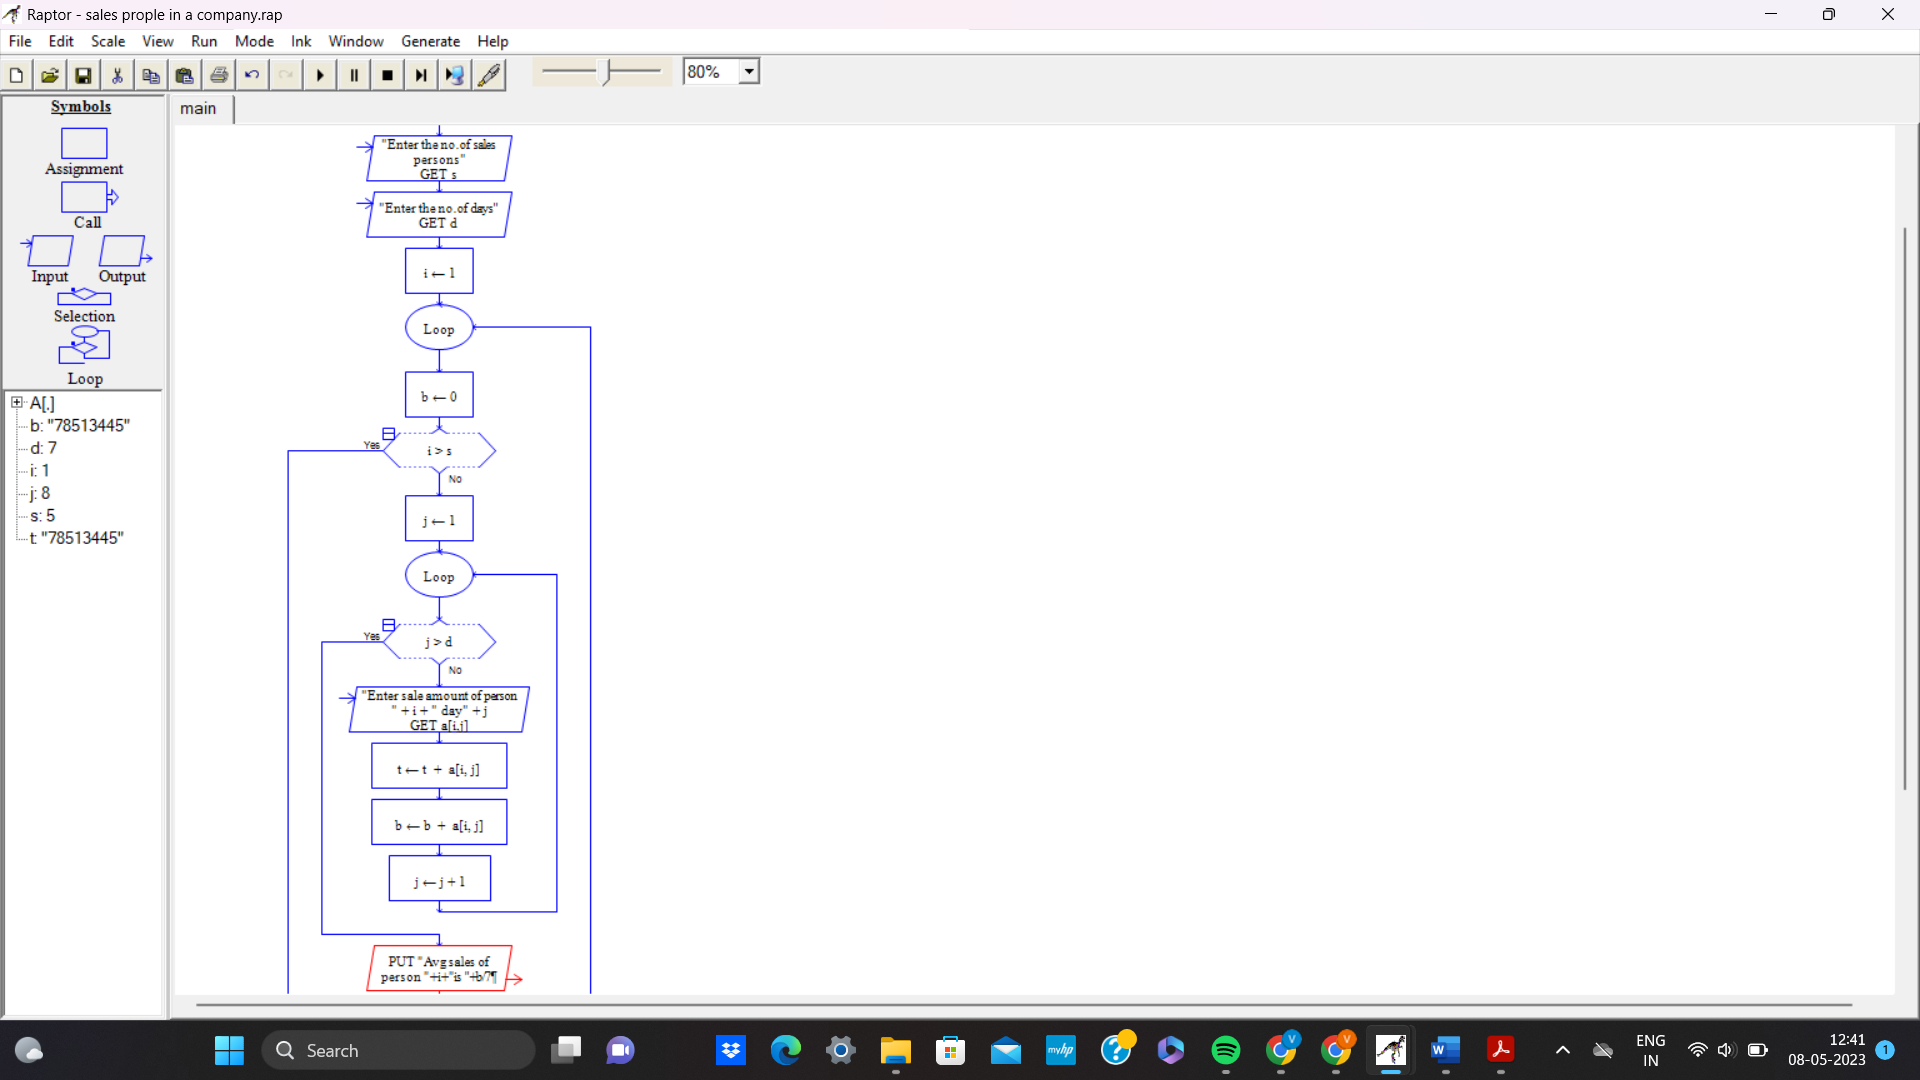 Raptor - sales prople in a company.rap
File Edit Scale View Run Mode Ink Window Generate Help
80%
Symbols
Assignment
Call
Input Output
Selection
Loop
A[,]
b: "78513445"
d: 7
i: 1
j: 8
s: 5
t: "78513445"
main
"Enter the no.of sales
persons"
GET s
"Enter the no.of days"
GET d
i ← 1
Loop
b ← 0
Yes
i > s
No
j ← 1
Loop
Yes
j > d
No
"Enter sale amount of person
" + i + " day" + j
GET a[i,j]
t ← t + a[i, j]
b ← b + a[i, j]
j ← j + 1
PUT "Avg sales of
person "+i+"is "+b/7¶
Search
myhp
V
V
ENG
IN
12:41
08-05-2023
1